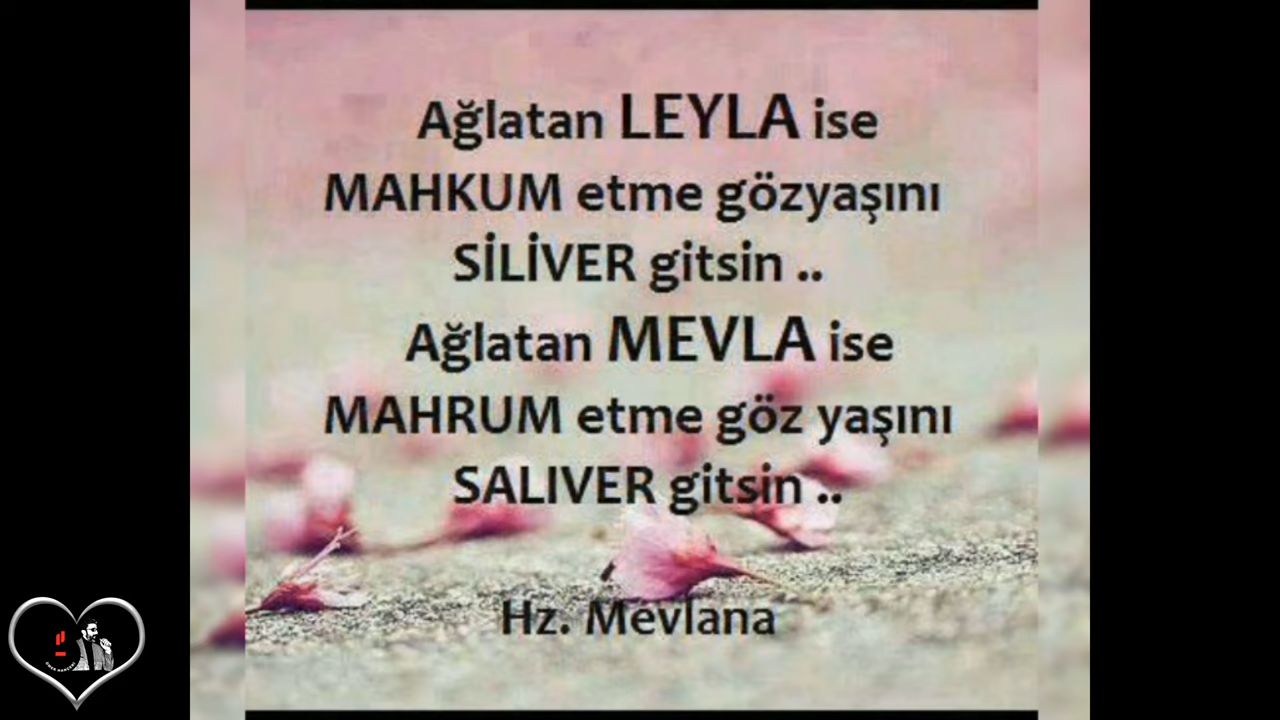 Ağlatan LEYLA ise
MAHKUM etme gözyaşını
SİLİVER gitsin ..
Ağlatan MEVLA ise
MAHRUM etme göz yaşını
SALIVER gitsin ..
Hz. Mevlana